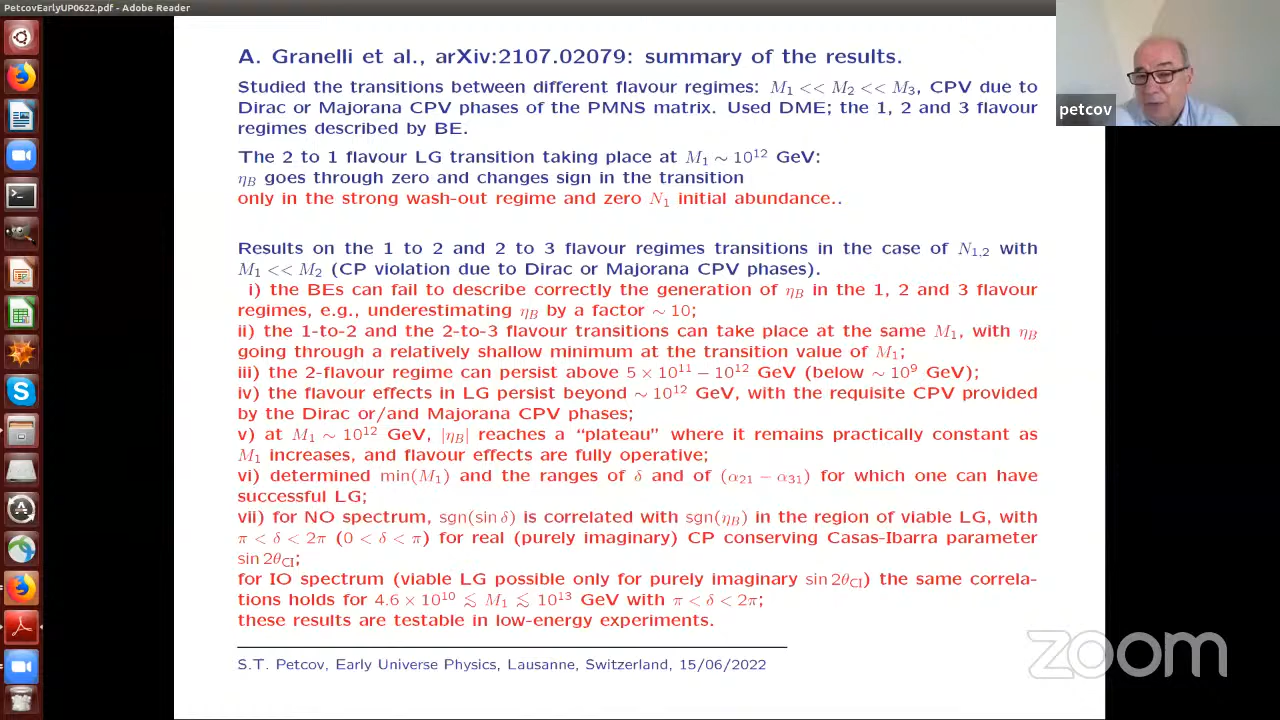 PetcovEarlyUP0622.pdf - Adobe Reader
A. Granelli et al., arXiv:2107.02079: summary of the results.
Studied the transitions between different flavour regimes: M₁ << M₂ << M₃, CPV due to
Dirac or Majorana CPV phases of the PMNS matrix. Used DME; the 1, 2 and 3 flavour
regimes described by BE.
The 2 to 1 flavour LG transition taking place at M₁ ∼ 10¹² GeV:
η_B goes through zero and changes sign in the transition
only in the strong wash-out regime and zero N₁ initial abundance..
Results on the 1 to 2 and 2 to 3 flavour regimes transitions in the case of N₁,₂ with
M₁ << M₂ (CP violation due to Dirac or Majorana CPV phases).
i) the BEs can fail to describe correctly the generation of η_B in the 1, 2 and 3 flavour
regimes, e.g., underestimating η_B by a factor ∼ 10;
ii) the 1-to-2 and the 2-to-3 flavour transitions can take place at the same M₁, with η_B
going through a relatively shallow minimum at the transition value of M₁;
iii) the 2-flavour regime can persist above 5 × 10¹¹ − 10¹² GeV (below ∼ 10⁹ GeV);
iv) the flavour effects in LG persist beyond ∼ 10¹² GeV, with the requisite CPV provided
by the Dirac or/and Majorana CPV phases;
v) at M₁ ∼ 10¹² GeV, |η_B| reaches a “plateau” where it remains practically constant as
M₁ increases, and flavour effects are fully operative;
vi) determined min(M₁) and the ranges of δ and of (α₂₁ − α₃₁) for which one can have
successful LG;
vii) for NO spectrum, sgn(sin δ) is correlated with sgn(η_B) in the region of viable LG, with
π < δ < 2π (0 < δ < π) for real (purely imaginary) CP conserving Casas-Ibarra parameter
sin 2θ_CI;
for IO spectrum (viable LG possible only for purely imaginary sin 2θ_CI) the same correla-
tions holds for 4.6 × 10¹⁰ ≲ M₁ ≲ 10¹³ GeV with π < δ < 2π;
these results are testable in low-energy experiments.
S.T. Petcov, Early Universe Physics, Lausanne, Switzerland, 15/06/2022
petcov
zoom